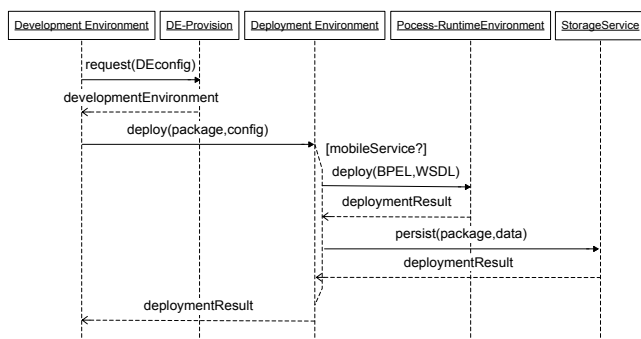 Development Environment
DE-Provision
Deployment Environment
Pocess-RuntimeEnvironment
StorageService
request(DEconfig)
developmentEnvironment
deploy(package,config)
[mobileService?]
deploy(BPEL,WSDL)
deploymentResult
persist(package,data)
deploymentResult
deploymentResult